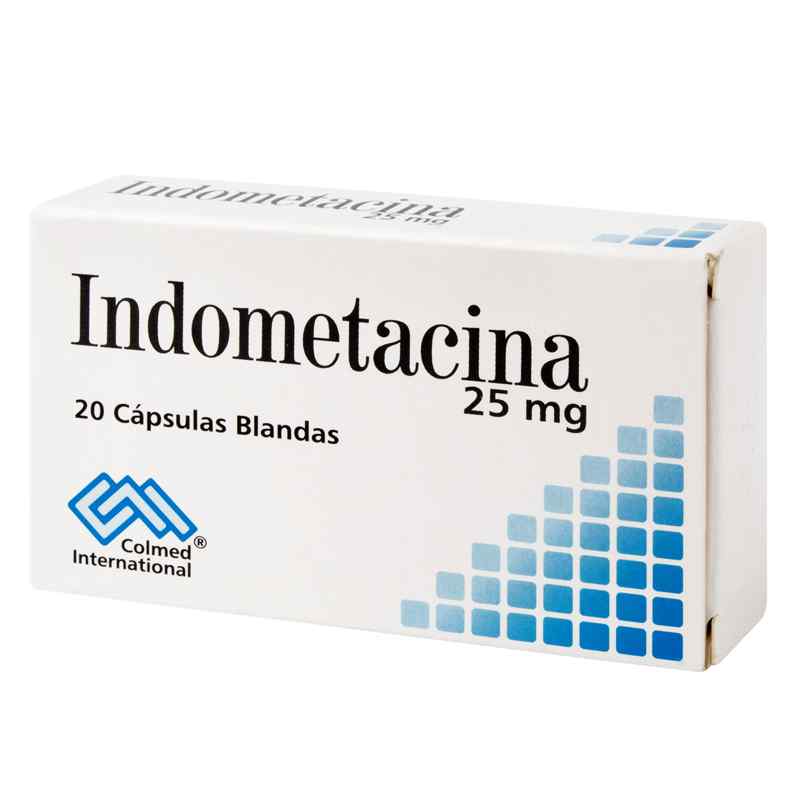 Indometacina
25 mg
Indometacina
25 mg
20 Cápsulas Blandas
Colmed ®
International